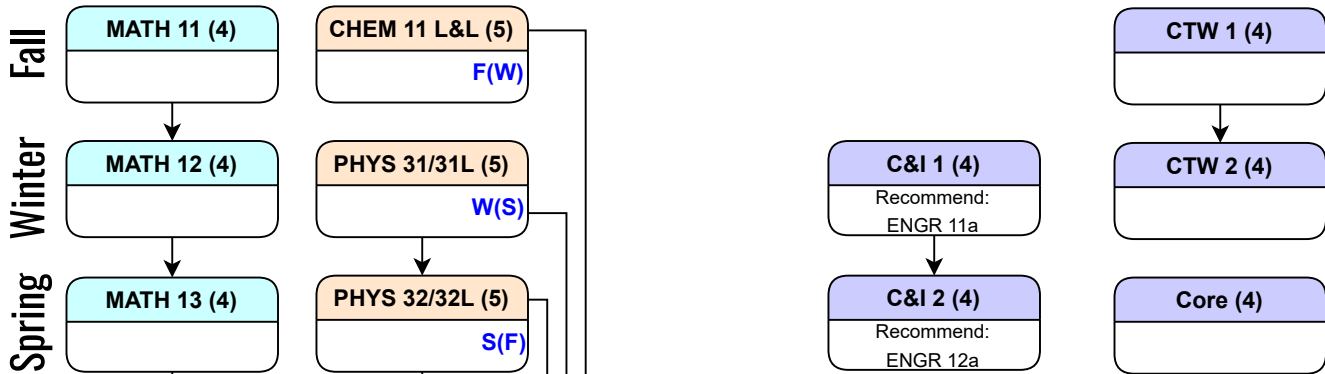 Fall
MATH 11 (4)
CHEM 11 L&L (5)
F(W)
CTW 1 (4)
Winter
MATH 12 (4)
PHYS 31/31L (5)
W(S)
C&I 1 (4)
Recommend:
ENGR 11a
CTW 2 (4)
Spring
MATH 13 (4)
PHYS 32/32L (5)
S(F)
C&I 2 (4)
Recommend:
ENGR 12a
Core (4)